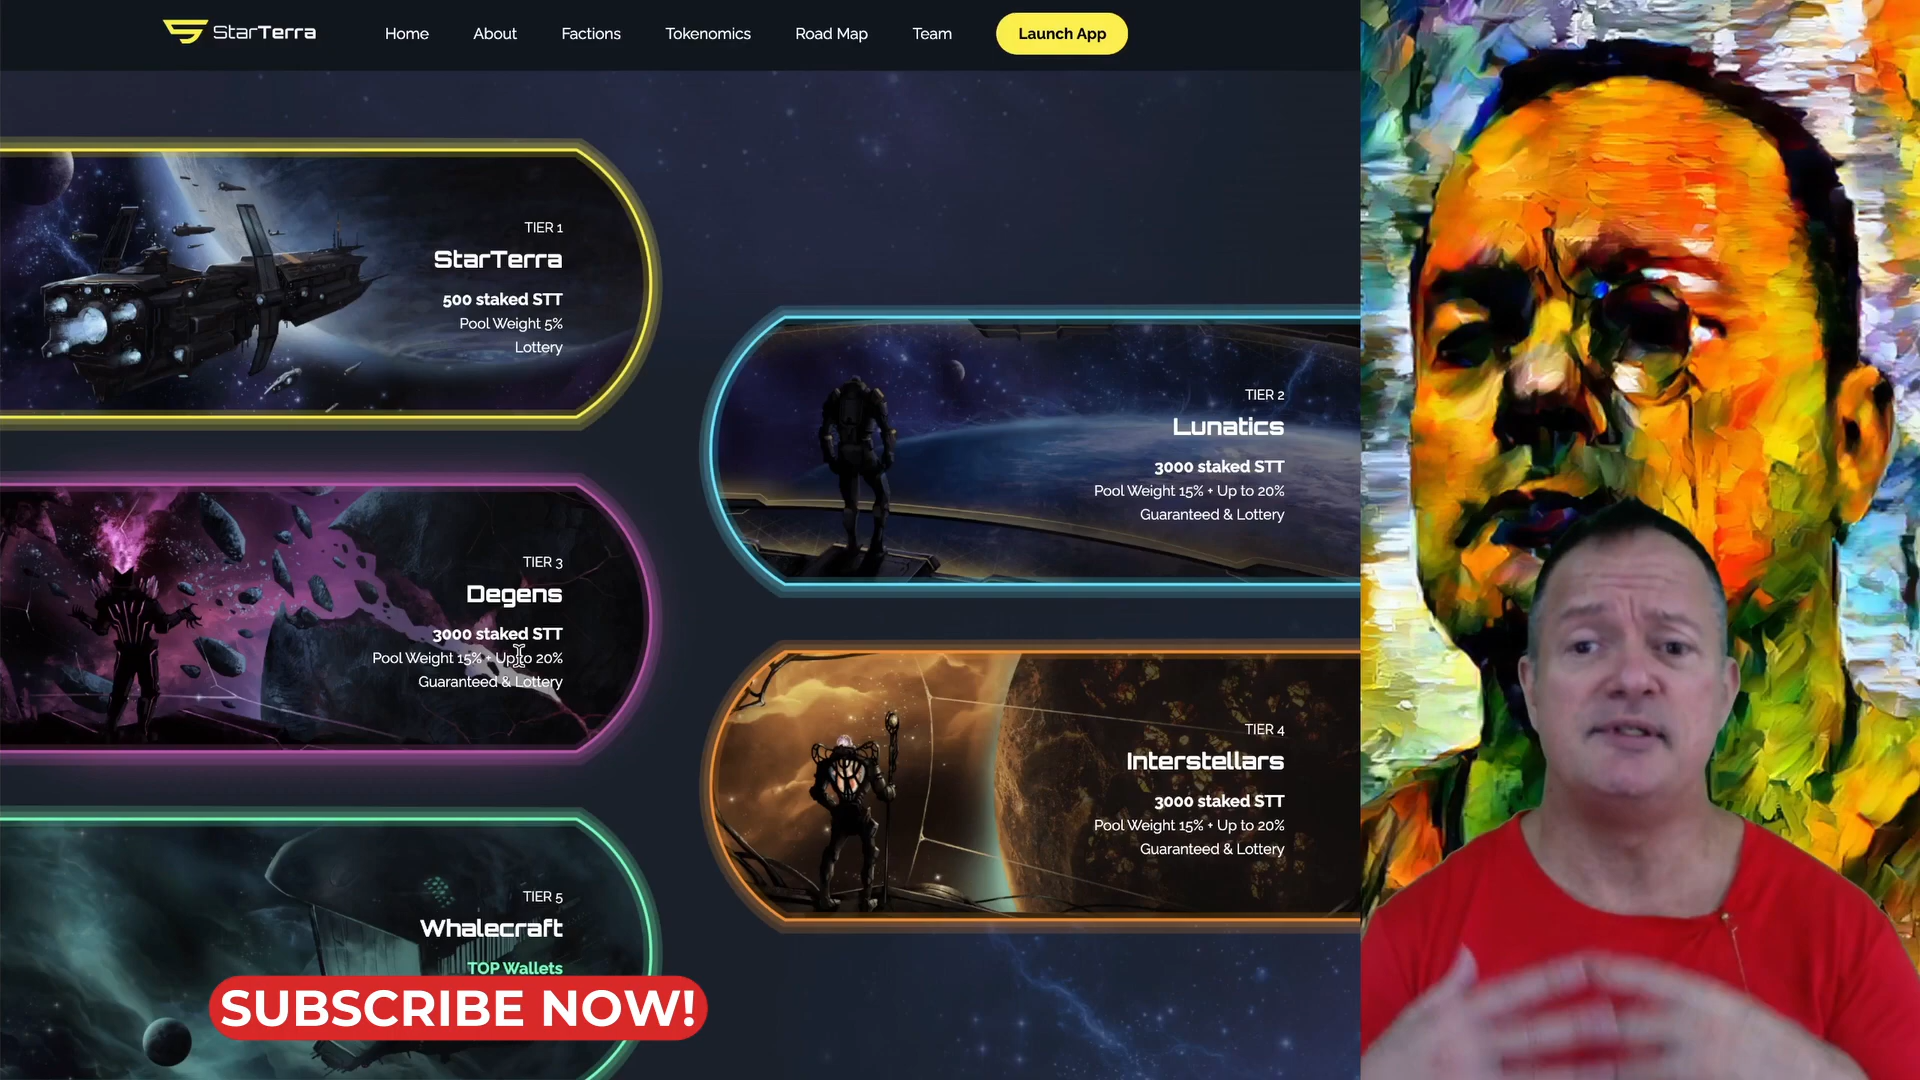 StarTerra
Home
About
Factions
Tokenomics
Road Map
Team
Launch App
TIER 1
StarTerra
500 staked STT
Pool Weight 5%
Lottery
TIER 2
Lunatics
3000 staked STT
Pool Weight 15% + Up to 20%
Guaranteed & Lottery
TIER 3
Degens
3000 staked STT
Pool Weight 15% + Up to 20%
Guaranteed & Lottery
TIER 4
Interstellars
3000 staked STT
Pool Weight 15% + Up to 20%
Guaranteed & Lottery
TIER 5
Whalecraft
TOP Wallets
SUBSCRIBE NOW!